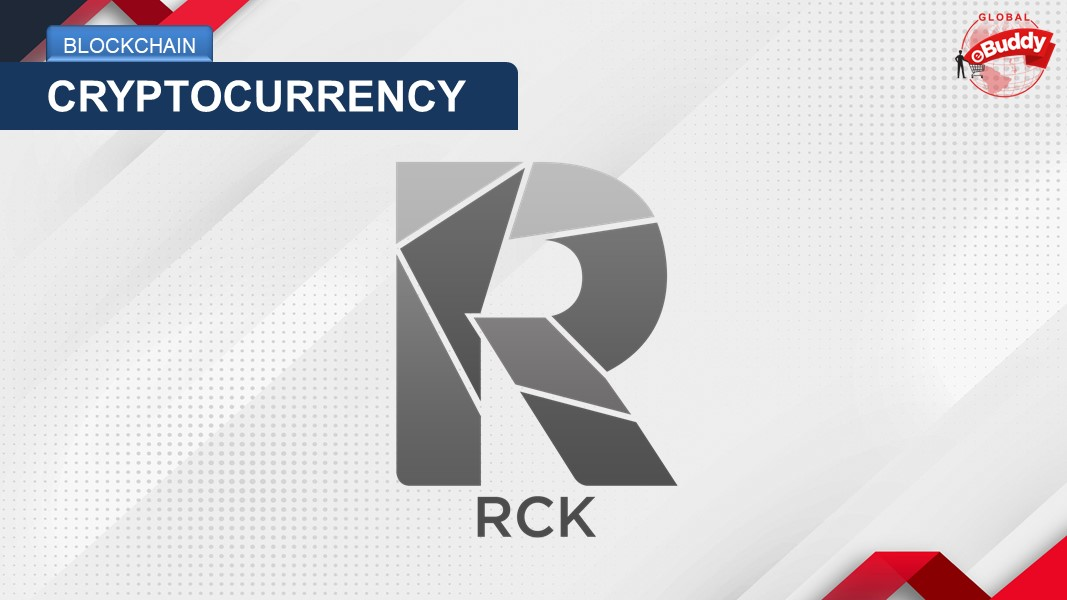 BLOCKCHAIN
CRYPTOCURRENCY
GLOBAL
eBuddy
RCK